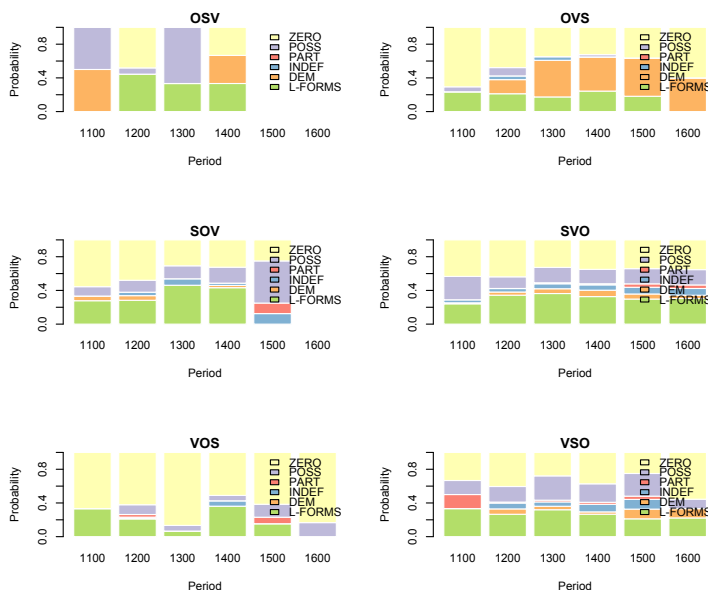 OSV
Probability
0.0 0.4 0.8
ZERO
POSS
PART
INDEF
DEM
L-FORMS
1100 1200 1300 1400 1500 1600
Period
OVS
Probability
0.0 0.4 0.8
ZERO
POSS
PART
INDEF
DEM
L-FORMS
1100 1200 1300 1400 1500 1600
Period
SOV
Probability
0.0 0.4 0.8
ZERO
POSS
PART
INDEF
DEM
L-FORMS
1100 1200 1300 1400 1500 1600
Period
SVO
Probability
0.0 0.4 0.8
ZERO
POSS
PART
INDEF
DEM
L-FORMS
1100 1200 1300 1400 1500 1600
Period
VOS
Probability
0.0 0.4 0.8
ZERO
POSS
PART
INDEF
DEM
L-FORMS
1100 1200 1300 1400 1500 1600
Period
VSO
Probability
0.0 0.4 0.8
ZERO
POSS
PART
INDEF
DEM
L-FORMS
1100 1200 1300 1400 1500 1600
Period